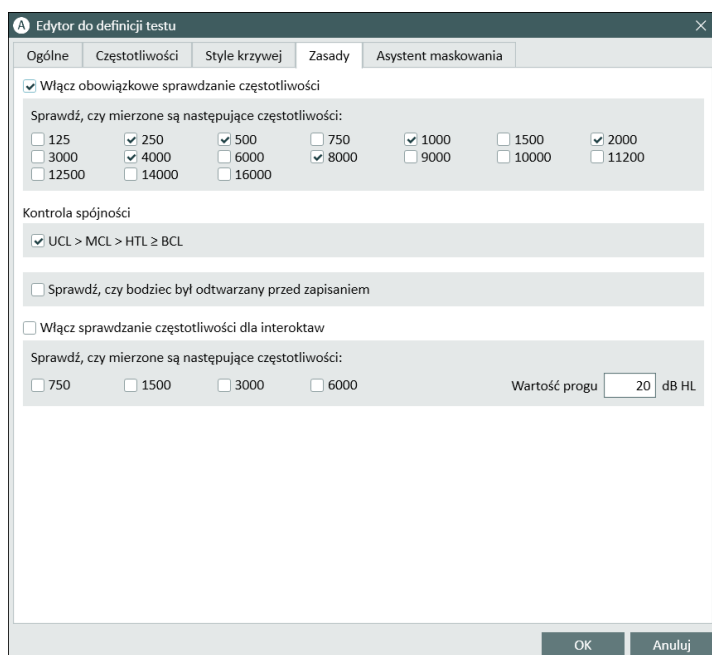 A Edytor do definicji testu
Ogólne Częstotliwości Style krzywej Zasady Asystent maskowania
Włącz obowiązkowe sprawdzanie częstotliwości
Sprawdź, czy mierzone są następujące częstotliwości:
125 250 500 750 1000 1500 2000
3000 4000 6000 8000 9000 10000 11200
12500 14000 16000
Kontrola spójności
UCL > MCL > HTL ≥ BCL
Sprawdź, czy bodziec był odtwarzany przed zapisaniem
Włącz sprawdzanie częstotliwości dla interoktaw
Sprawdź, czy mierzone są następujące częstotliwości:
750 1500 3000 6000 Wartość progu 20 dB HL
OK Anuluj